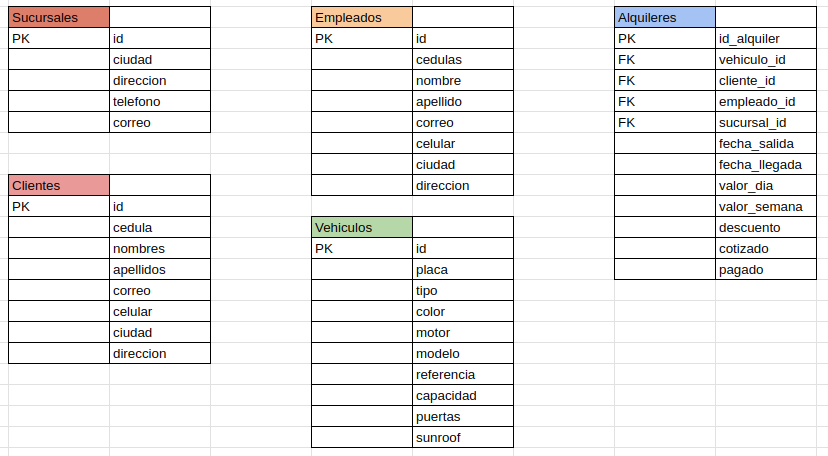 Sucursales
PK id
ciudad
direccion
telefono
correo
Clientes
PK id
cedula
nombres
apellidos
correo
celular
ciudad
direccion
Empleados
PK id
cedulas
nombre
apellido
correo
celular
ciudad
direccion
Vehiculos
PK id
placa
tipo
color
motor
modelo
referencia
capacidad
puertas
sunroof
Alquileres
PK id_alquiler
FK vehiculo_id
FK cliente_id
FK empleado_id
FK sucursal_id
fecha_salida
fecha_llegada
valor_dia
valor_semana
descuento
cotizado
pagado